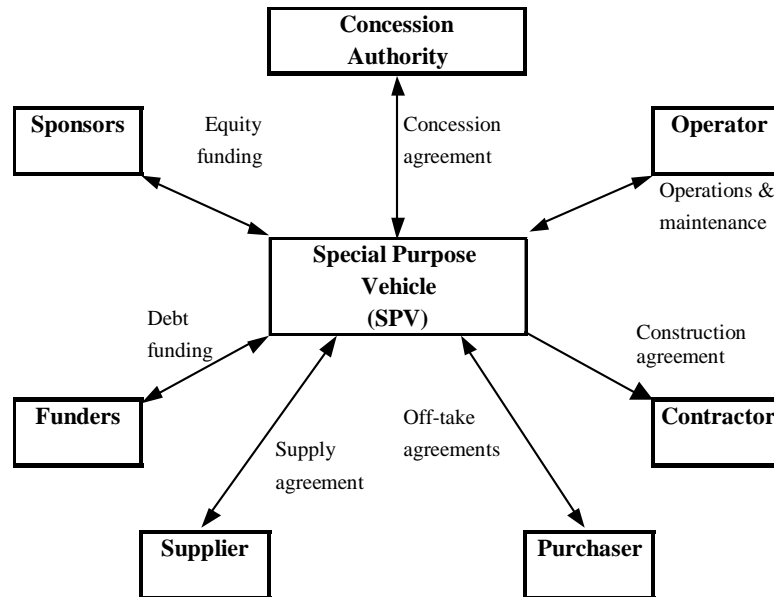 Concession
Authority
Sponsors
Equity
funding
Concession
agreement
Operator
Operations &
maintenance
Special Purpose
Vehicle
(SPV)
Debt
funding
Construction
agreement
Funders
Supply
agreement
Off-take
agreements
Contractor
Supplier
Purchaser